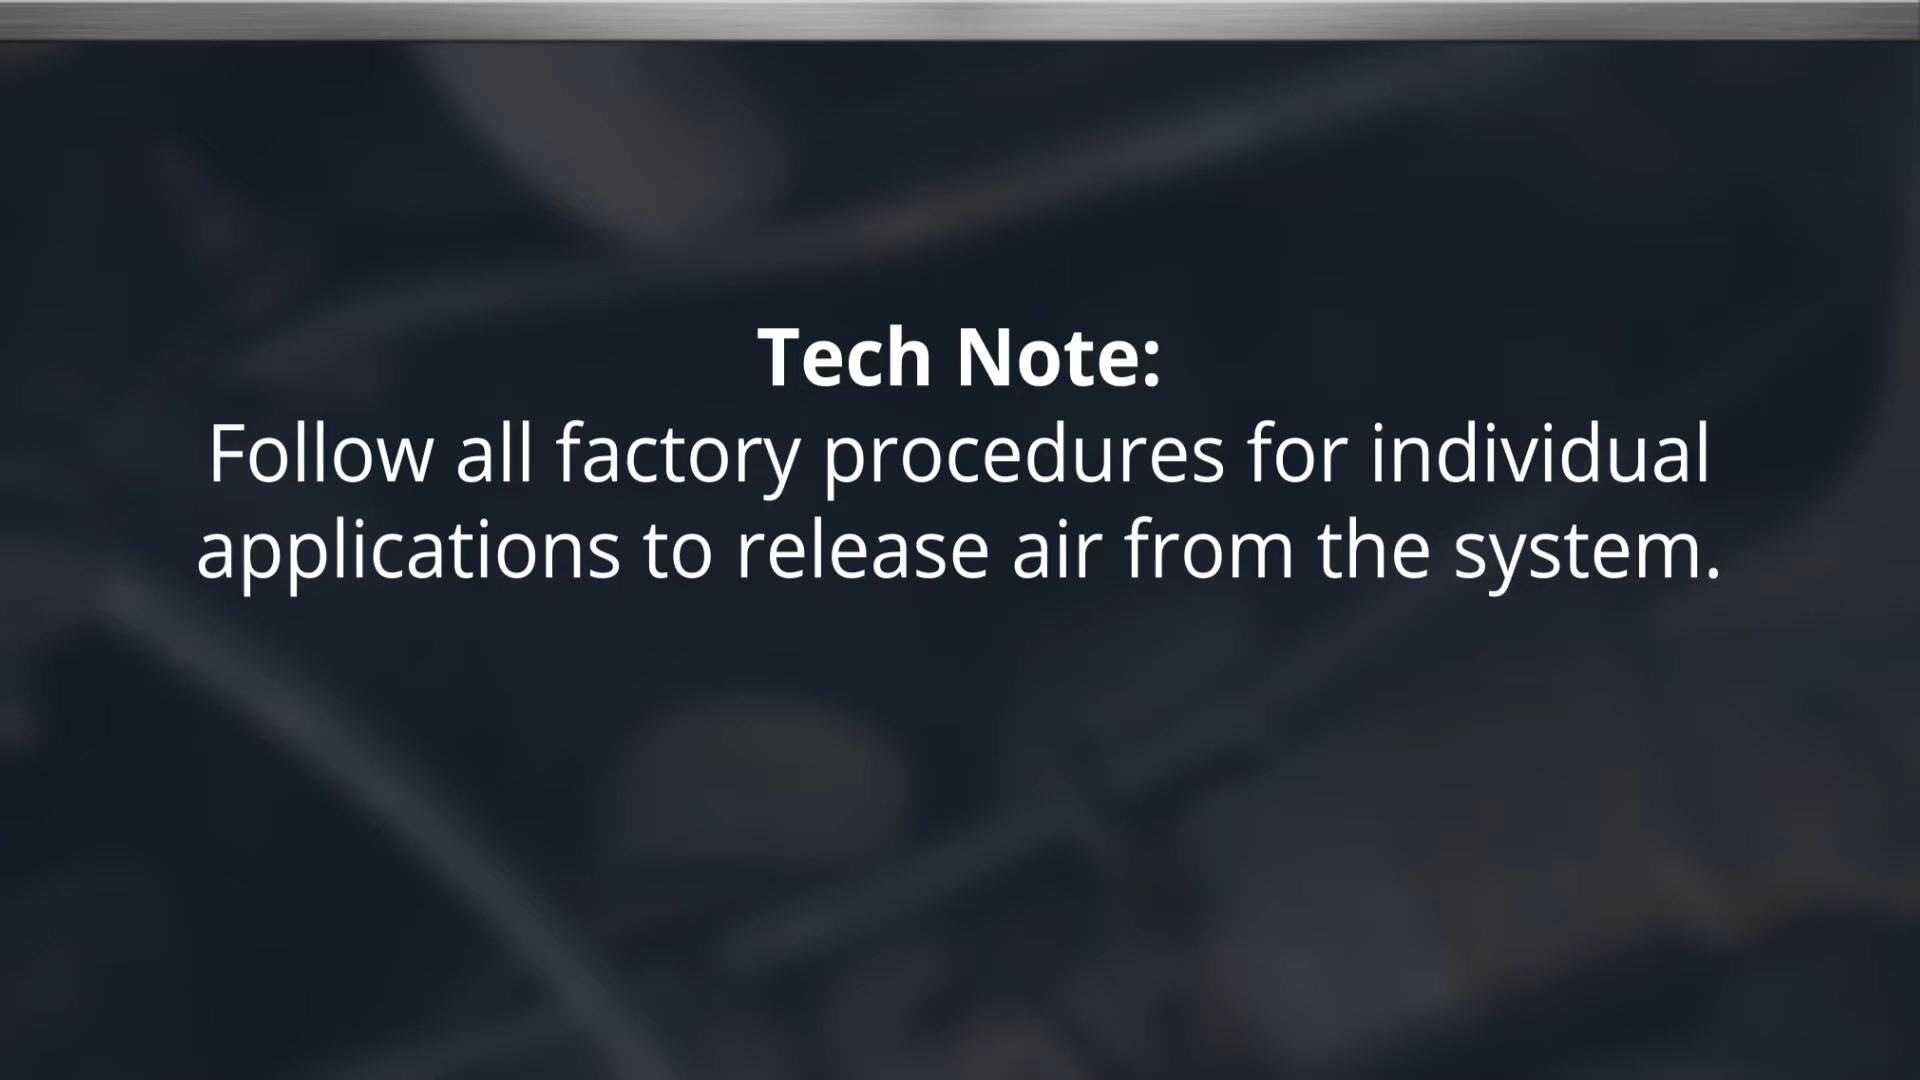 Tech Note:
Follow all factory procedures for individual
applications to release air from the system.